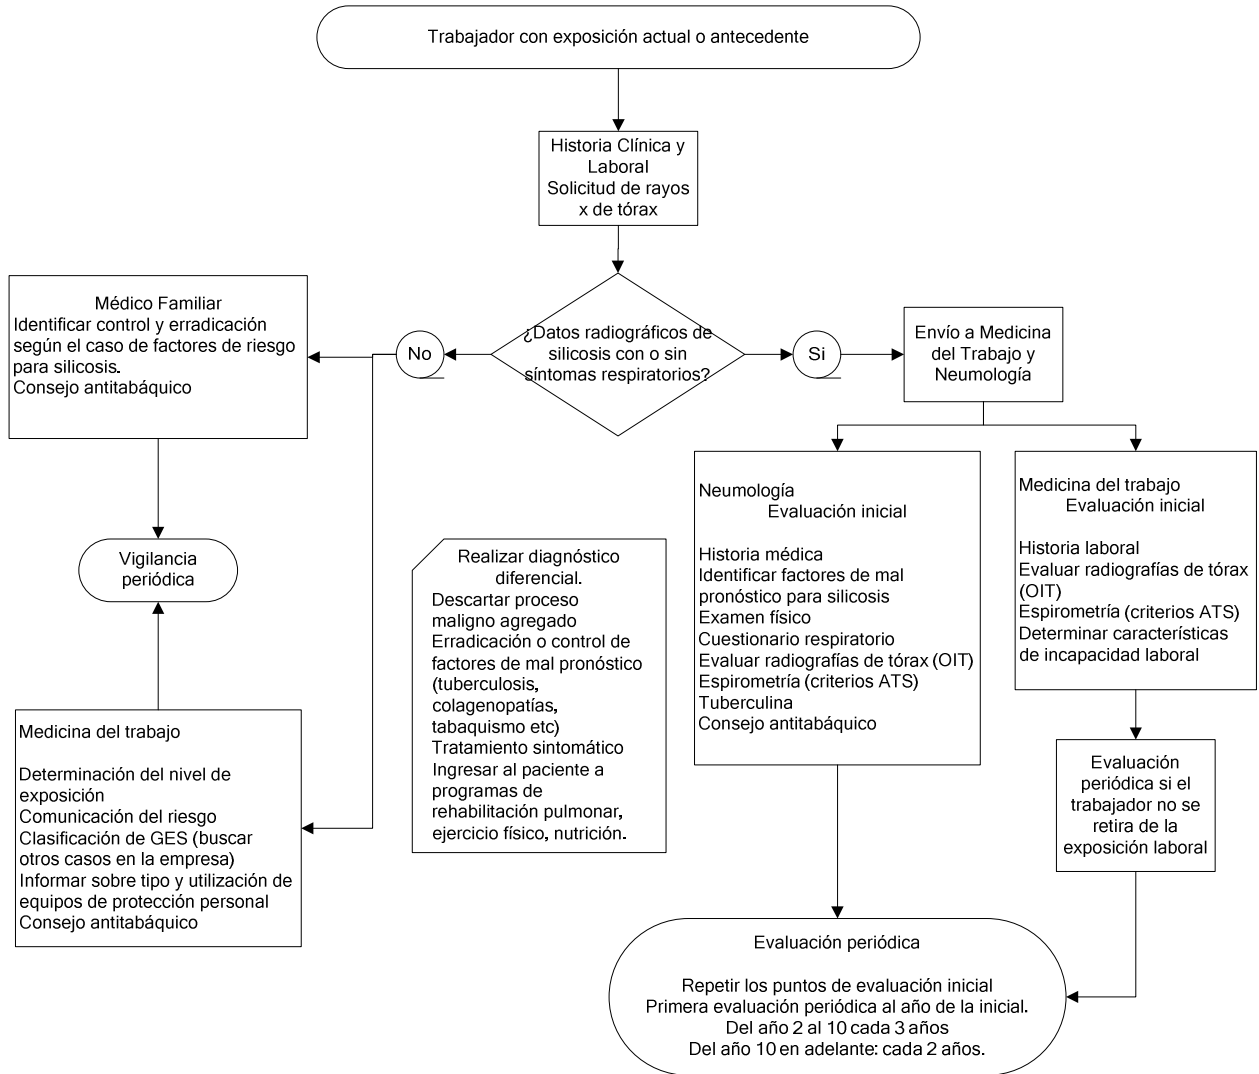 Trabajador con exposición actual o antecedente
Historia Clínica y
Laboral
Solicitud de rayos
x de tórax
¿Datos radiográficos de
silicosis con o sin
síntomas respiratorios?
No
Si
Médico Familiar
Identificar control y erradicación
según el caso de factores de riesgo
para silicosis.
Consejo antitabáquico
Envío a Medicina
del Trabajo y
Neumología
Vigilancia
periódica
Medicina del trabajo
Determinación del nivel de
exposición
Comunicación del riesgo
Clasificación de GES (buscar
otros casos en la empresa)
Informar sobre tipo y utilización de
equipos de protección personal
Consejo antitabáquico
Realizar diagnóstico
diferencial.
Descartar proceso
maligno agregado
Erradicación o control de
factores de mal pronóstico
(tuberculosis,
colagenopatías,
tabaquismo etc)
Tratamiento sintomático
Ingresar al paciente a
programas de
rehabilitación pulmonar,
ejercicio físico, nutrición.
Neumología
Evaluación inicial
Historia médica
Identificar factores de mal
pronóstico para silicosis
Examen físico
Cuestionario respiratorio
Evaluar radiografías de tórax (OIT)
Espirometría (criterios ATS)
Tuberculina
Consejo antitabáquico
Medicina del trabajo
Evaluación inicial
Historia laboral
Evaluar radiografías de tórax
(OIT)
Espirometría (criterios ATS)
Determinar características
de incapacidad laboral
Evaluación
periódica si el
trabajador no se
retira de la
exposición laboral
Evaluación periódica
Repetir los puntos de evaluación inicial
Primera evaluación periódica al año de la inicial.
Del año 2 al 10 cada 3 años
Del año 10 en adelante: cada 2 años.